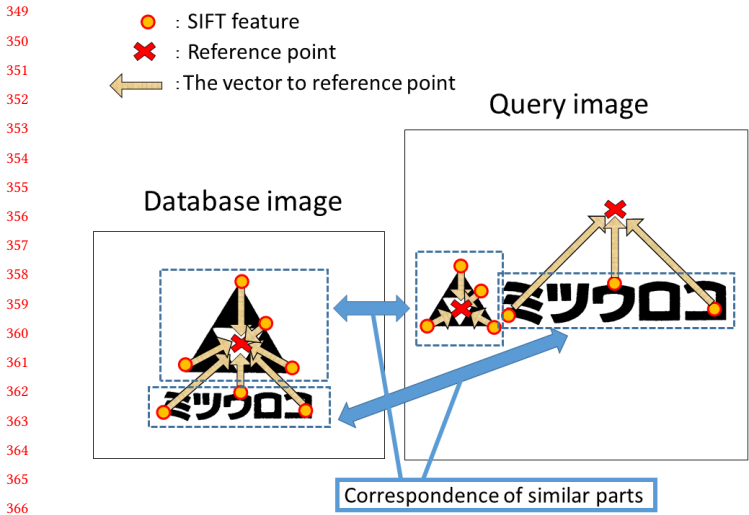 349
: SIFT feature
350
: Reference point
351
: The vector to reference point
352
Query image
353
354
355
Database image
356
357
358
359
ミツウロコ
360
361
362
ミツウロコ
363
364
365
Correspondence of similar parts
366